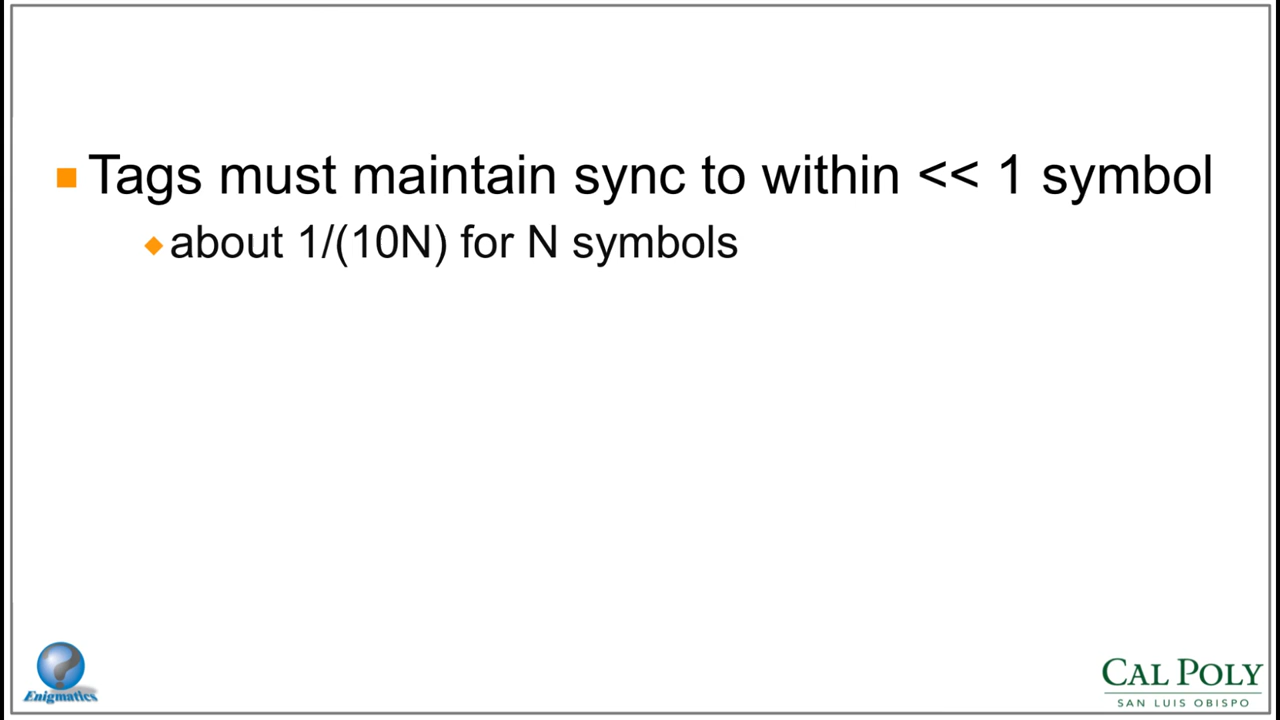 Tags must maintain sync to within << 1 symbol
about 1/(10N) for N symbols
Enigmatics
CAL POLY
SAN LUIS OBISPO